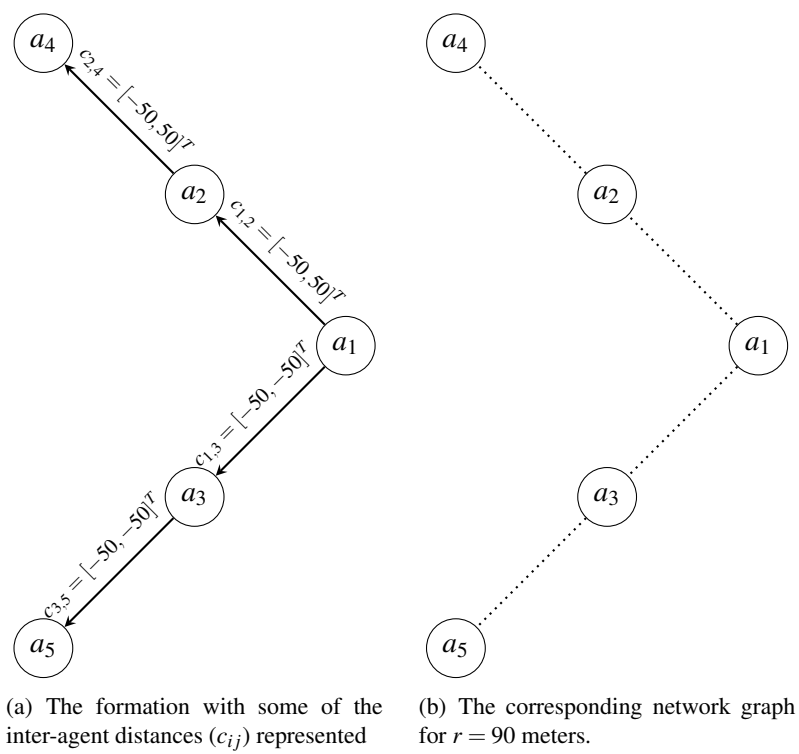 a4
c2,4 = [−50, 50]^T
a2
c1,2 = [−50, 50]^T
a1
c1,3 = [−50, −50]^T
a3
c3,5 = [−50, −50]^T
a5
(a) The formation with some of the
inter-agent distances (cij) represented
a4
a2
a1
a3
a5
(b) The corresponding network graph
for r = 90 meters.